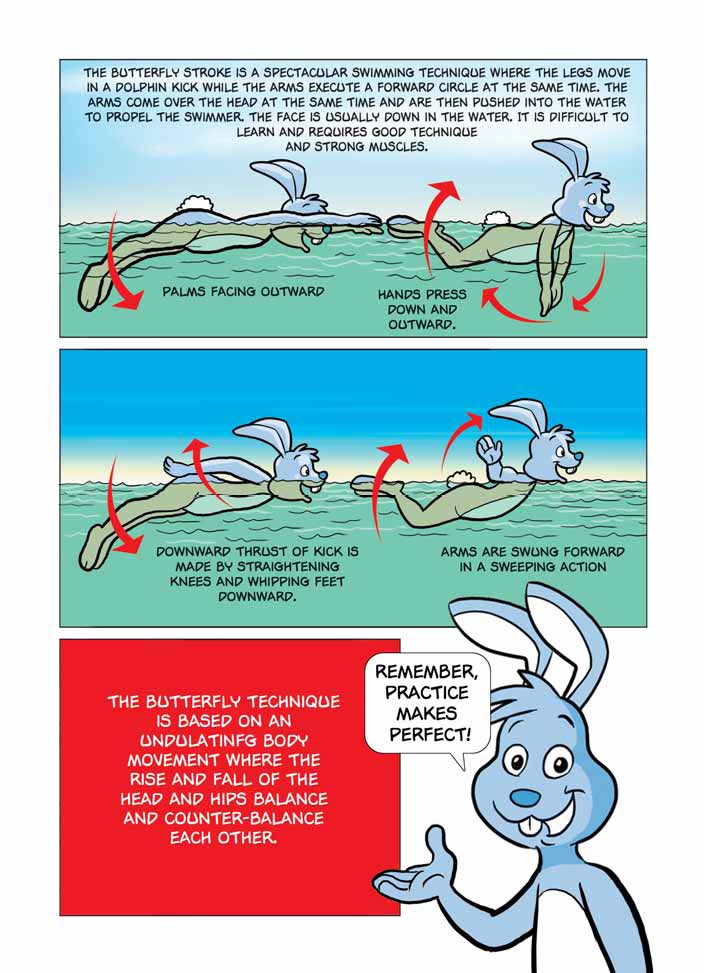 THE BUTTERFLY STROKE IS A SPECTACULAR SWIMMING TECHNIQUE WHERE THE LEGS MOVE
IN A DOLPHIN KICK WHILE THE ARMS EXECUTE A FORWARD CIRCLE AT THE SAME TIME. THE
ARMS COME OVER THE HEAD AT THE SAME TIME AND ARE THEN PUSHED INTO THE WATER
TO PROPEL THE SWIMMER. THE FACE IS USUALLY DOWN IN THE WATER. IT IS DIFFICULT TO
LEARN AND REQUIRES GOOD TECHNIQUE
AND STRONG MUSCLES.
PALMS FACING OUTWARD
HANDS PRESS
DOWN AND
OUTWARD.
DOWNWARD THRUST OF KICK IS
MADE BY STRAIGHTENING
KNEES AND WHIPPING FEET
DOWNWARD.
ARMS ARE SWUNG FORWARD
IN A SWEEPING ACTION
THE BUTTERFLY TECHNIQUE
IS BASED ON AN
UNDULATINFG BODY
MOVEMENT WHERE THE
RISE AND FALL OF THE
HEAD AND HIPS BALANCE
AND COUNTER-BALANCE
EACH OTHER.
REMEMBER,
PRACTICE
MAKES
PERFECT!